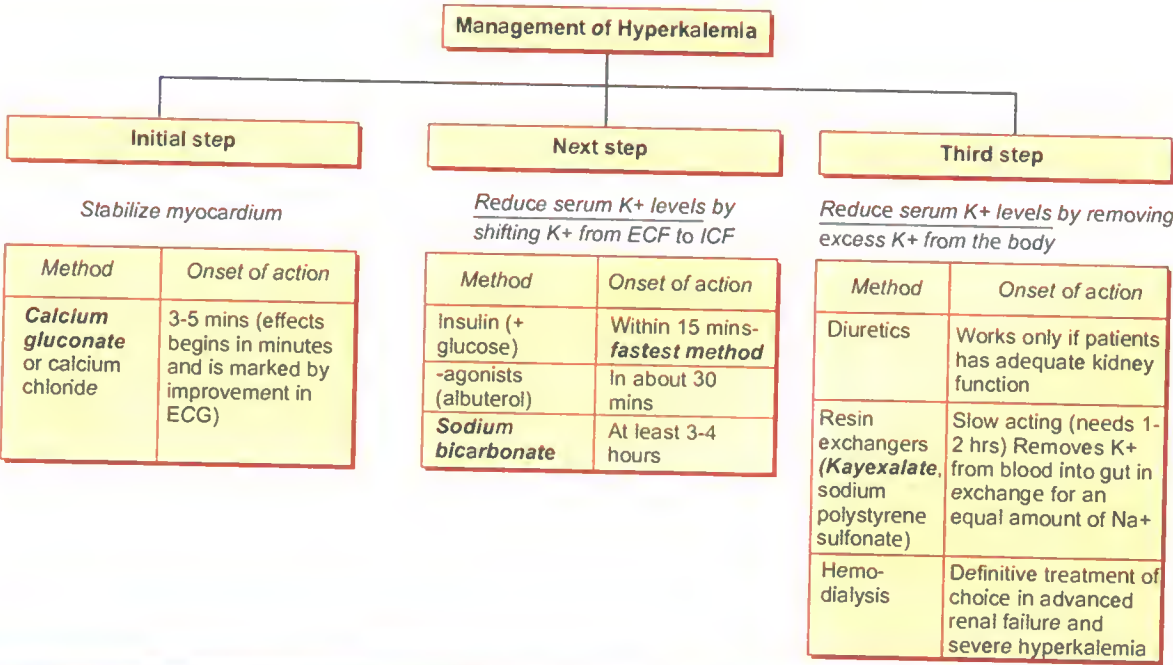 Management of Hyperkalemia
Initial step
Stabilize myocardium
Method Onset of action
Calcium
gluconate
or calcium
chloride
3-5 mins (effects
begins in minutes
and is marked by
improvement in
ECG)
Next step
Reduce serum K+ levels by
shifting K+ from ECF to ICF
Method Onset of action
Insulin (+
glucose)
Within 15 mins-
fastest method
-agonists
(albuterol)
In about 30
mins
Sodium
bicarbonate
At least 3-4
hours
Third step
Reduce serum K+ levels by removing
excess K+ from the body
Method Onset of action
Diuretics
Works only if patients
has adequate kidney
function
Resin
exchangers
(Kayexalate,
sodium
polystyrene
sulfonate)
Slow acting (needs 1-
2 hrs) Removes K+
from blood into gut in
exchange for an
equal amount of Na+
Hemo-
dialysis
Definitive treatment of
choice in advanced
renal failure and
severe hyperkalemia